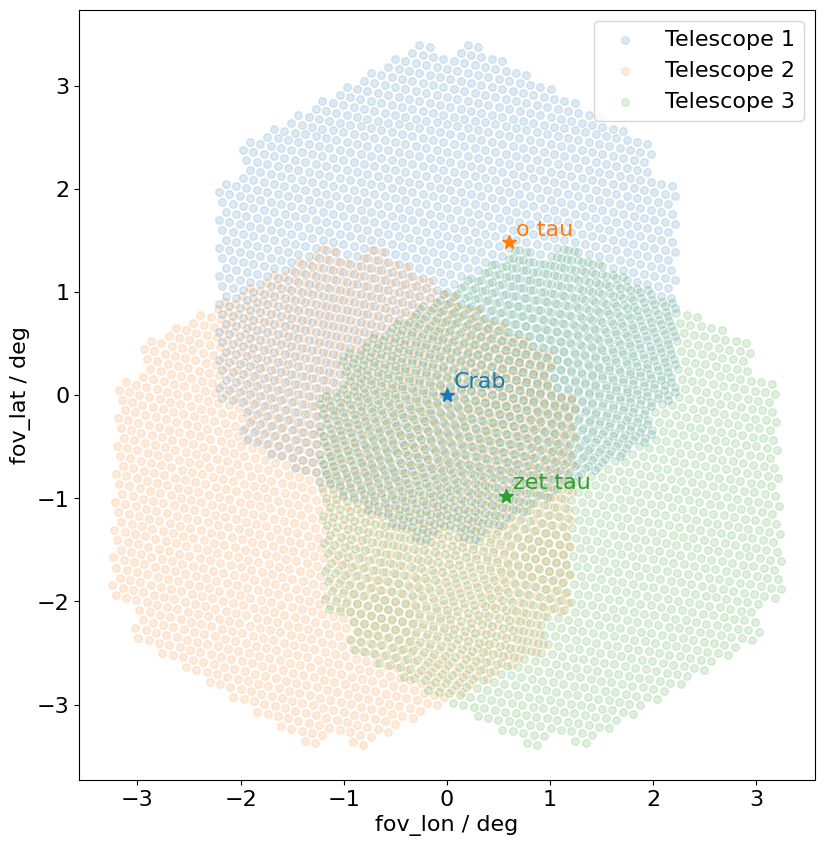 Telescope 1
Telescope 2
Telescope 3
o tau
Crab
zet tau
fov_lat / deg
3
2
1
0
−1
−2
−3
−3
−2
−1
0
1
2
3
fov_lon / deg